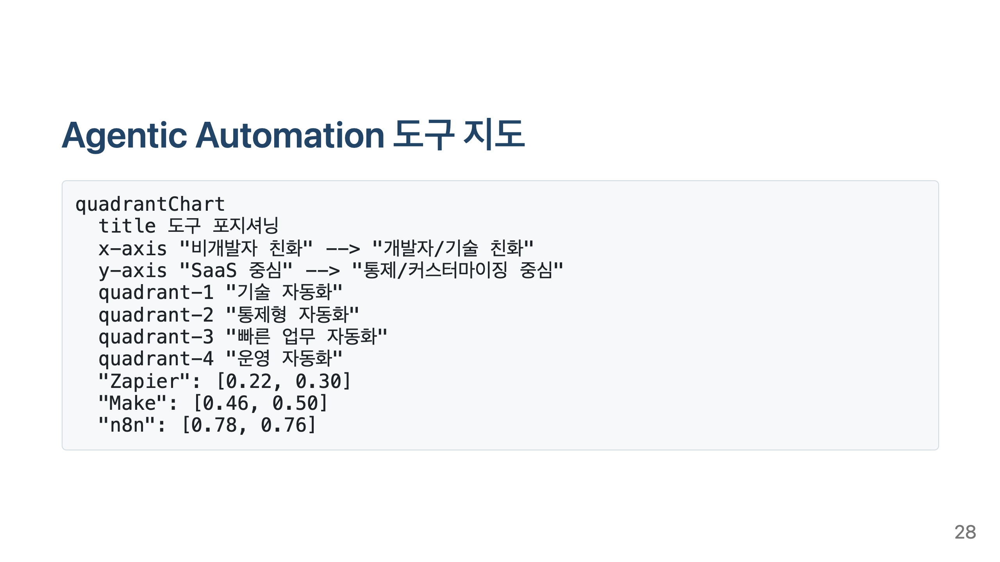 Agentic Automation 도구 지도
quadrantChart
  title 도구 포지셔닝
  x-axis "비개발자 친화" --> "개발자/기술 친화"
  y-axis "SaaS 중심" --> "통제/커스터마이징 중심"
  quadrant-1 "기술 자동화"
  quadrant-2 "통제형 자동화"
  quadrant-3 "빠른 업무 자동화"
  quadrant-4 "운영 자동화"
  "Zapier": [0.22, 0.30]
  "Make": [0.46, 0.50]
  "n8n": [0.78, 0.76]
28